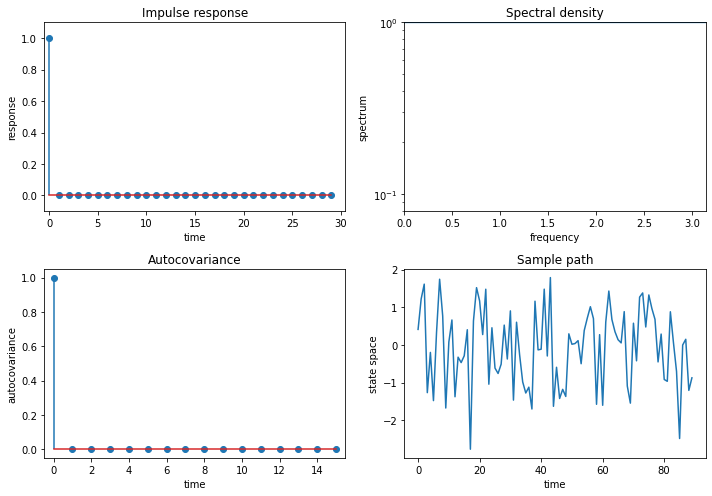 Impulse response
1.0
0.8
0.6
0.4
0.2
0.0
response
0 5 10 15 20 25 30
time
Spectral density
10⁰
10⁻¹
spectrum
0.0 0.5 1.0 1.5 2.0 2.5 3.0
frequency
Autocovariance
1.0
0.8
0.6
0.4
0.2
0.0
autocovariance
0 2 4 6 8 10 12 14
time
Sample path
2
1
0
−1
−2
state space
0 20 40 60 80
time